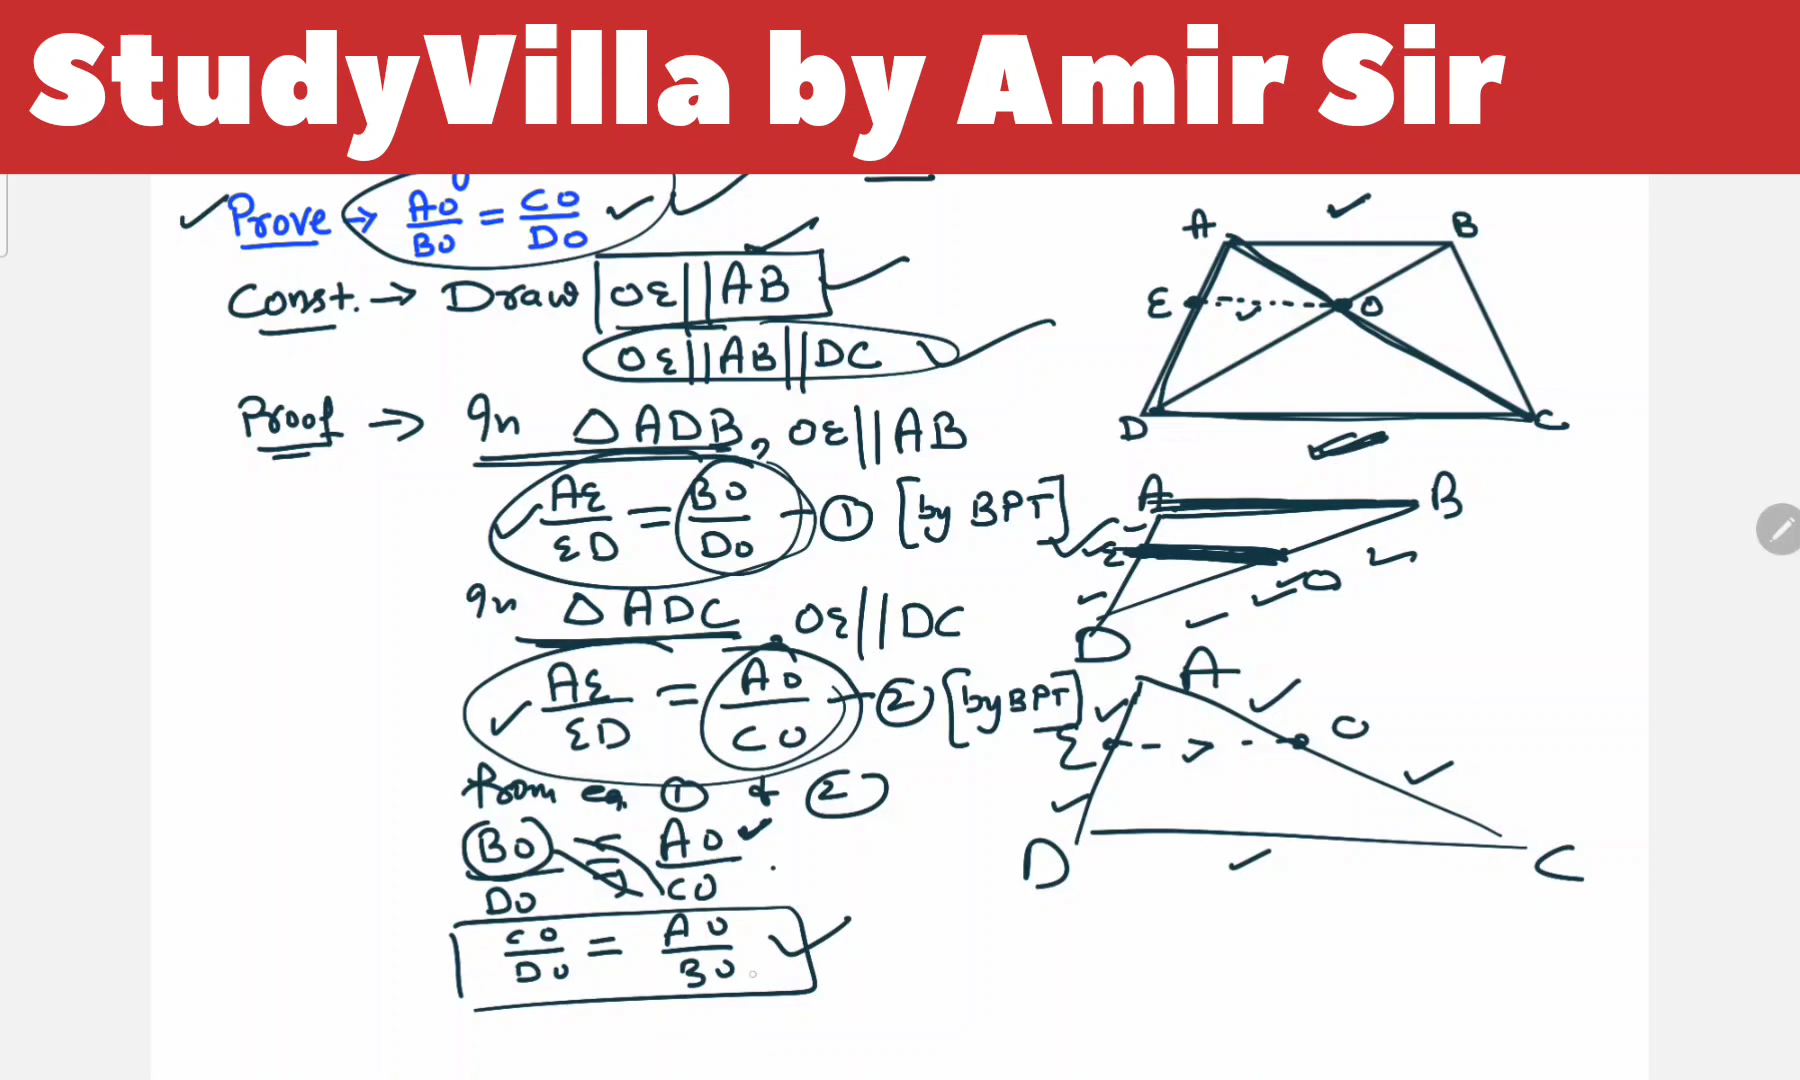 StudyVilla by Amir Sir
Prove → AO/BO = CO/DO
Const. → Draw OE||AB
OE||AB||DC
Proof → In △ADB, OE||AB
AE/ED = BO/DO - ① [by BPT]
In △ADC, OE||DC
AE/ED = AO/CO - ② [by BPT]
from eq. ① & ②
BO/DO = AO/CO
CO/DO = AO/BO
A B
E O
D C
A B
E O
D
A
E O
D C